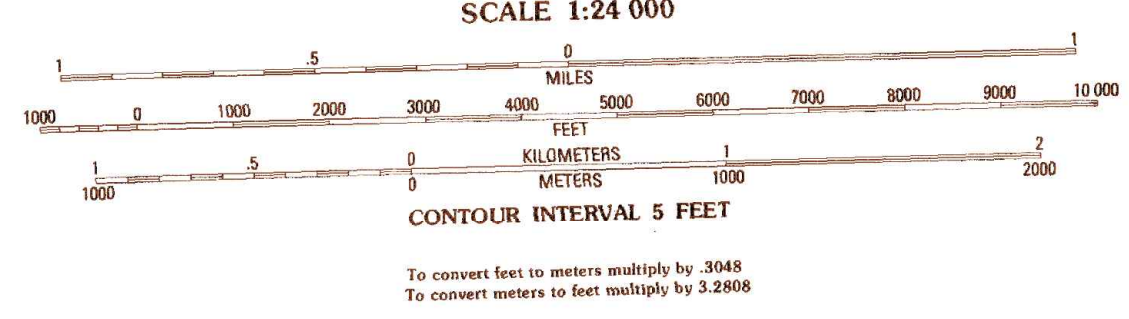 SCALE 1:24 000
1 .5 0 1
MILES
1000 0 1000 2000 3000 4000 5000 6000 7000 8000 9000 10 000
FEET
1 .5 0 KILOMETERS 1 2
1000 0 METERS 1000 2000
CONTOUR INTERVAL 5 FEET
To convert feet to meters multiply by .3048
To convert meters to feet multiply by 3.2808